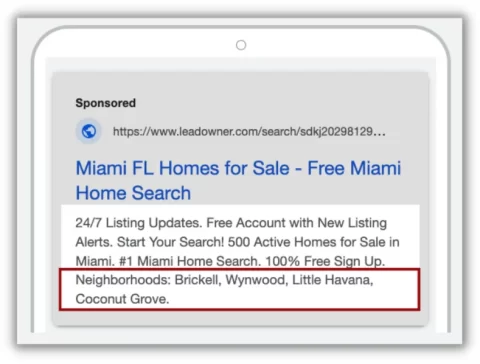 Sponsored
https://www.leadowner.com/search/sdkj20298129...
Miami FL Homes for Sale - Free Miami
Home Search
24/7 Listing Updates. Free Account with New Listing
Alerts. Start Your Search! 500 Active Homes for Sale in
Miami. #1 Miami Home Search. 100% Free Sign Up.
Neighborhoods: Brickell, Wynwood, Little Havana,
Coconut Grove.